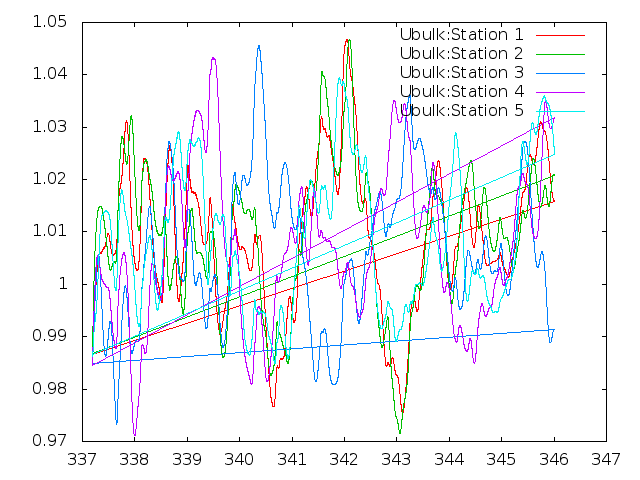 1.05
1.04
1.03
1.02
1.01
1
0.99
0.98
0.97
337 338 339 340 341 342 343 344 345 346 347
Ubulk:Station 1
Ubulk:Station 2
Ubulk:Station 3
Ubulk:Station 4
Ubulk:Station 5